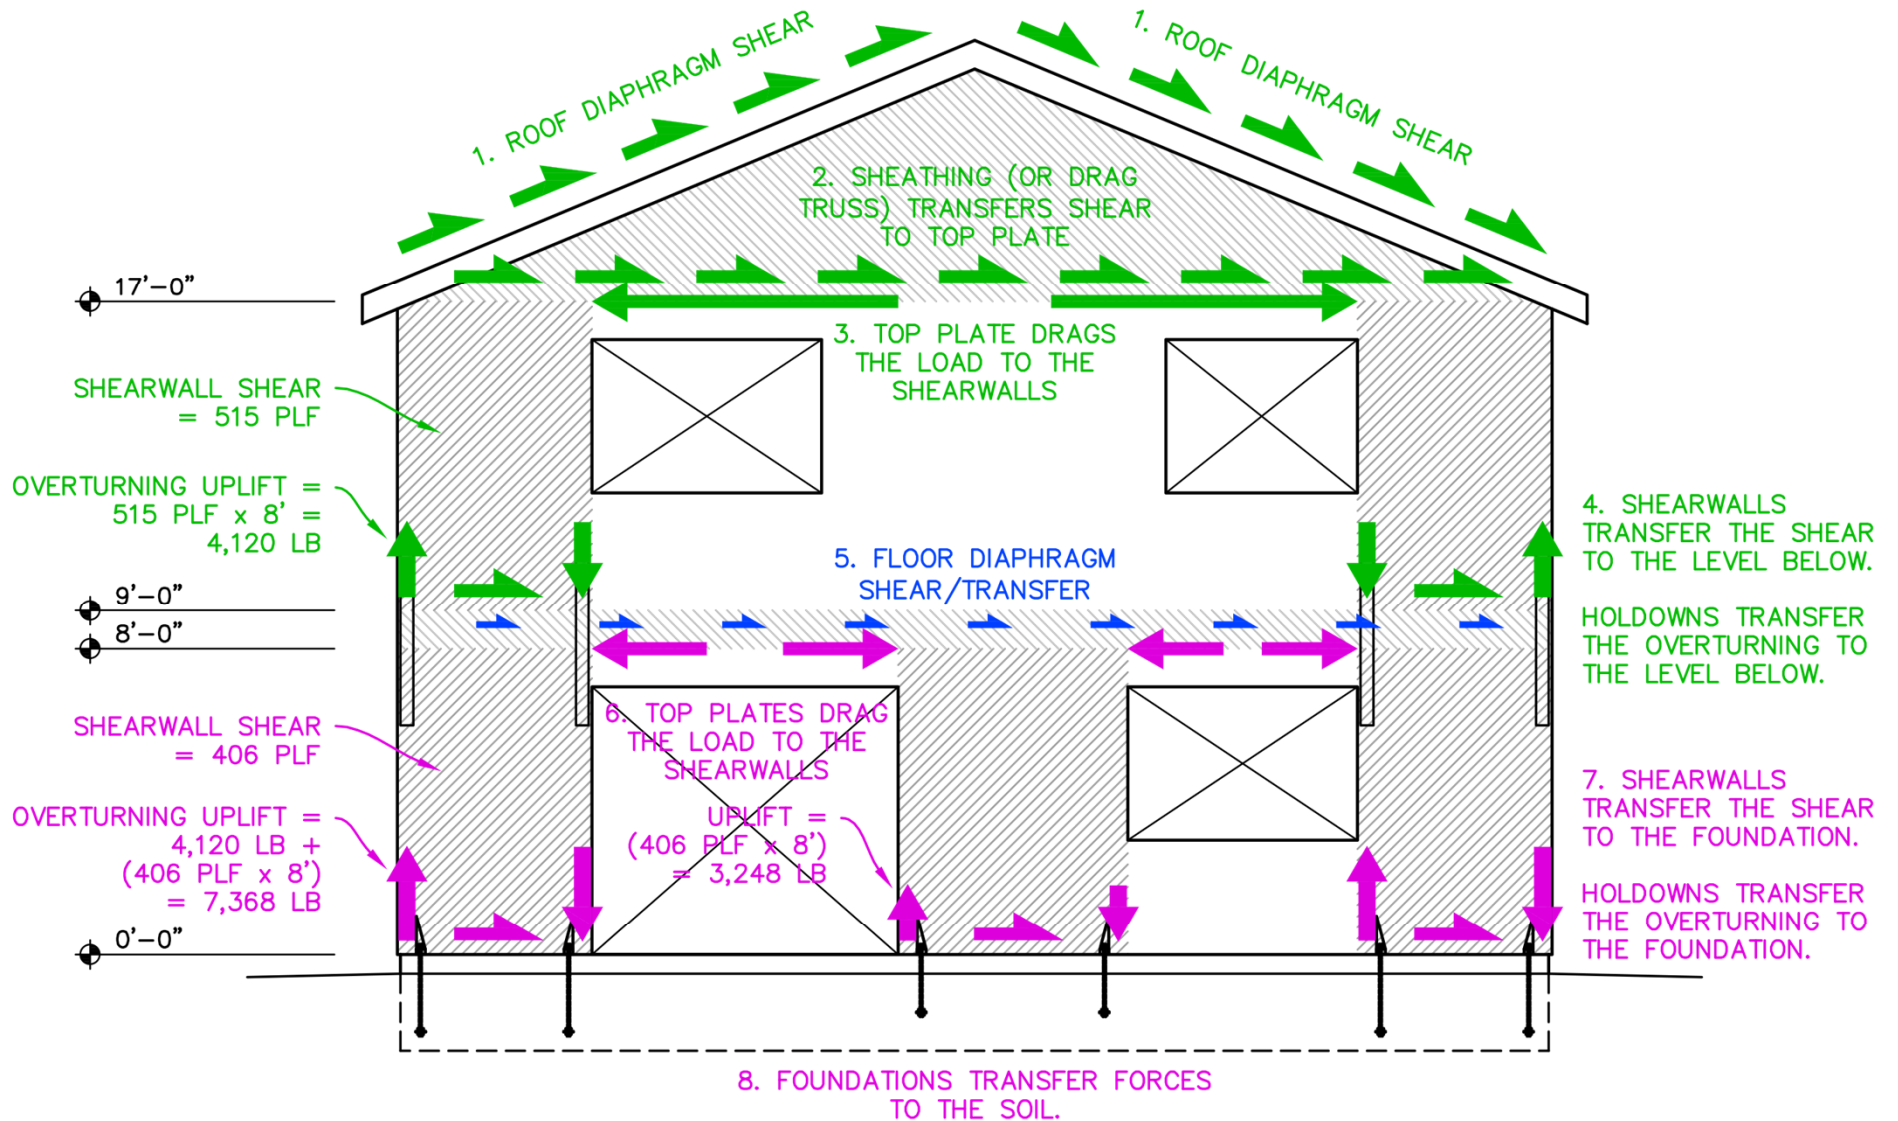 1. ROOF DIAPHRAGM SHEAR
1. ROOF DIAPHRAGM SHEAR
2. SHEATHING (OR DRAG
TRUSS) TRANSFERS SHEAR
TO TOP PLATE
17'-0"
3. TOP PLATE DRAGS
THE LOAD TO THE
SHEARWALLS
SHEARWALL SHEAR
= 515 PLF
OVERTURNING UPLIFT =
515 PLF x 8' =
4,120 LB
4. SHEARWALLS
TRANSFER THE SHEAR
TO THE LEVEL BELOW.
HOLDOWNS TRANSFER
THE OVERTURNING TO
THE LEVEL BELOW.
5. FLOOR DIAPHRAGM
SHEAR/TRANSFER
9'-0"
8'-0"
6. TOP PLATES DRAG
THE LOAD TO THE
SHEARWALLS
SHEARWALL SHEAR
= 406 PLF
OVERTURNING UPLIFT =
4,120 LB +
(406 PLF x 8')
= 7,368 LB
UPLIFT =
(406 PLF x 8')
= 3,248 LB
7. SHEARWALLS
TRANSFER THE SHEAR
TO THE FOUNDATION.
HOLDOWNS TRANSFER
THE OVERTURNING TO
THE FOUNDATION.
0'-0"
8. FOUNDATIONS TRANSFER FORCES
TO THE SOIL.